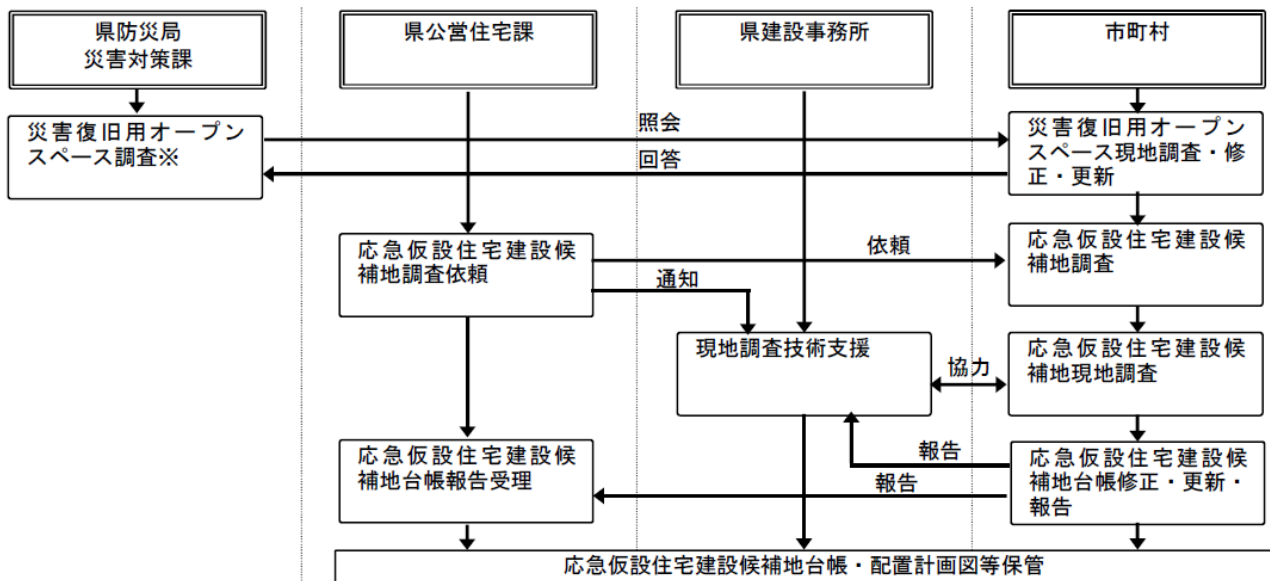 県防災局
災害対策課
県公営住宅課
県建設事務所
市町村
災害復旧用オープン
スペース調査※
照会
回答
災害復旧用オープン
スペース現地調査・修
正・更新
応急仮設住宅建設候
補地調査依頼
依頼
通知
応急仮設住宅建設候
補地調査
現地調査技術支援
協力
応急仮設住宅建設候
補地現地調査
応急仮設住宅建設候
補地台帳報告受理
報告
報告
応急仮設住宅建設候
補地台帳修正・更新・
報告
応急仮設住宅建設候補地台帳・配置計画図等保管